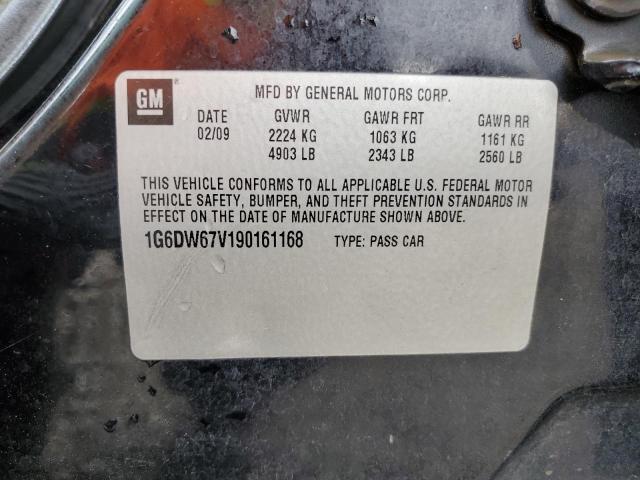 GM
MFD BY GENERAL MOTORS CORP.
DATE GVWR GAWR FRT GAWR RR
02/09 2224 KG 1063 KG 1161 KG
4903 LB 2343 LB 2560 LB
THIS VEHICLE CONFORMS TO ALL APPLICABLE U.S. FEDERAL MOTOR
VEHICLE SAFETY, BUMPER, AND THEFT PREVENTION STANDARDS IN
EFFECT ON THE DATE OF MANUFACTURE SHOWN ABOVE.
1G6DW67V190161168 TYPE: PASS CAR